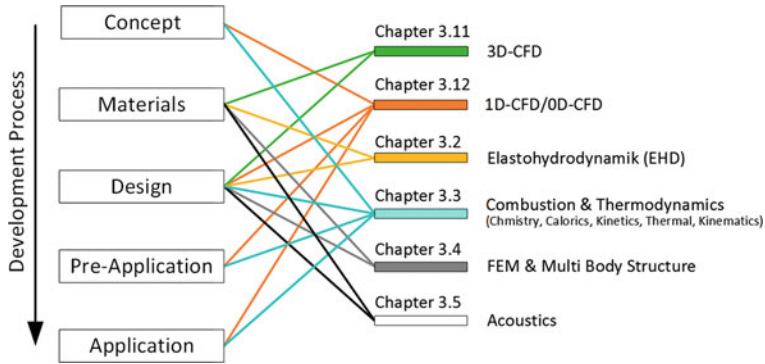 Development Process
Concept
Materials
Design
Pre-Application
Application
Chapter 3.11
3D-CFD
Chapter 3.12
1D-CFD/0D-CFD
Chapter 3.2
Elastohydrodynamik (EHD)
Chapter 3.3
Combustion & Thermodynamics
(Chmistry, Calorics, Kinetics, Thermal, Kinematics)
Chapter 3.4
FEM & Multi Body Structure
Chapter 3.5
Acoustics